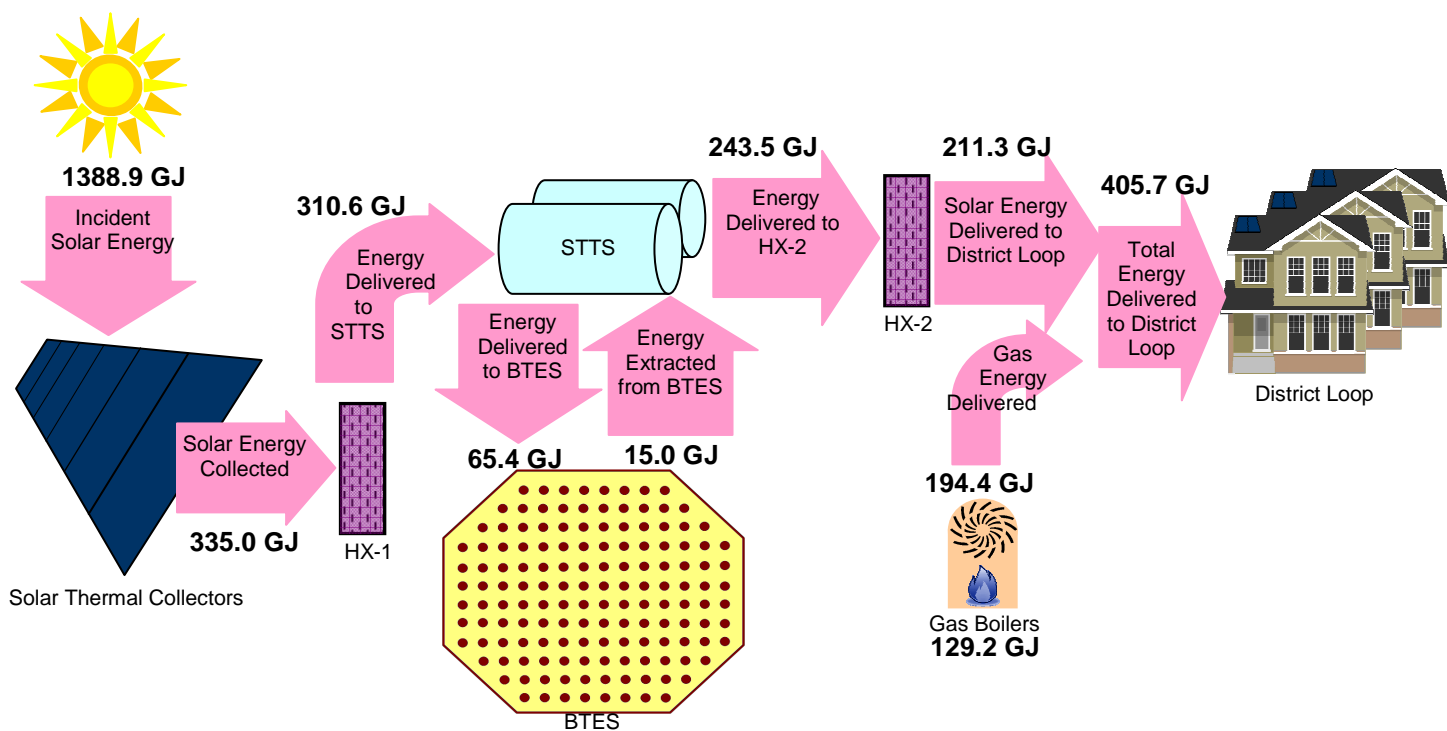 1388.9 GJ
Incident
Solar Energy
Solar Thermal Collectors
Solar Energy
Collected
335.0 GJ
HX-1
310.6 GJ
Energy
Delivered
to
STTS
STTS
Energy
Delivered
to BTES
65.4 GJ
Energy
Extracted
from BTES
15.0 GJ
BTES
243.5 GJ
Energy
Delivered to
HX-2
HX-2
211.3 GJ
Solar Energy
Delivered to
District Loop
Gas
Energy
Delivered
194.4 GJ
Gas Boilers
129.2 GJ
405.7 GJ
Total
Energy
Delivered
to District
Loop
District Loop